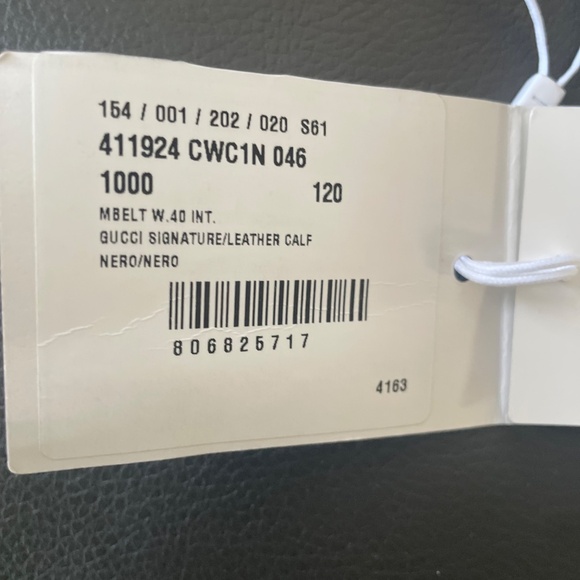 154 / 001 / 202 / 020 S61
411924 CWC1N 046
1000 120
MBELT W.40 INT.
GUCCI SIGNATURE/LEATHER CALF
NERO/NERO
806825717
4163